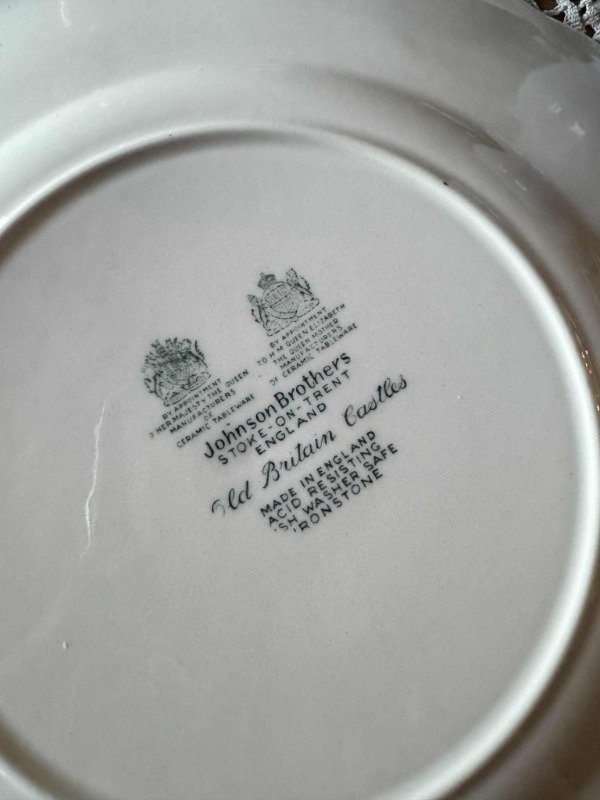 BY APPOINTMENT
HER MAJESTY THE QUEEN
MANUFACTURERS
OF
CERAMIC TABLEWARE
BY APPOINTMENT
TO H M QUEEN ELIZABETH
THE QUEEN MOTHER
MANUFACTURERS
OF CERAMIC TABLEWARE
Johnson Brothers
STOKE-ON-TRENT
ENGLAND
Old Britain Castles
MADE IN ENGLAND
ACID RESISTING
SH WASHER SAFE
IRONSTONE